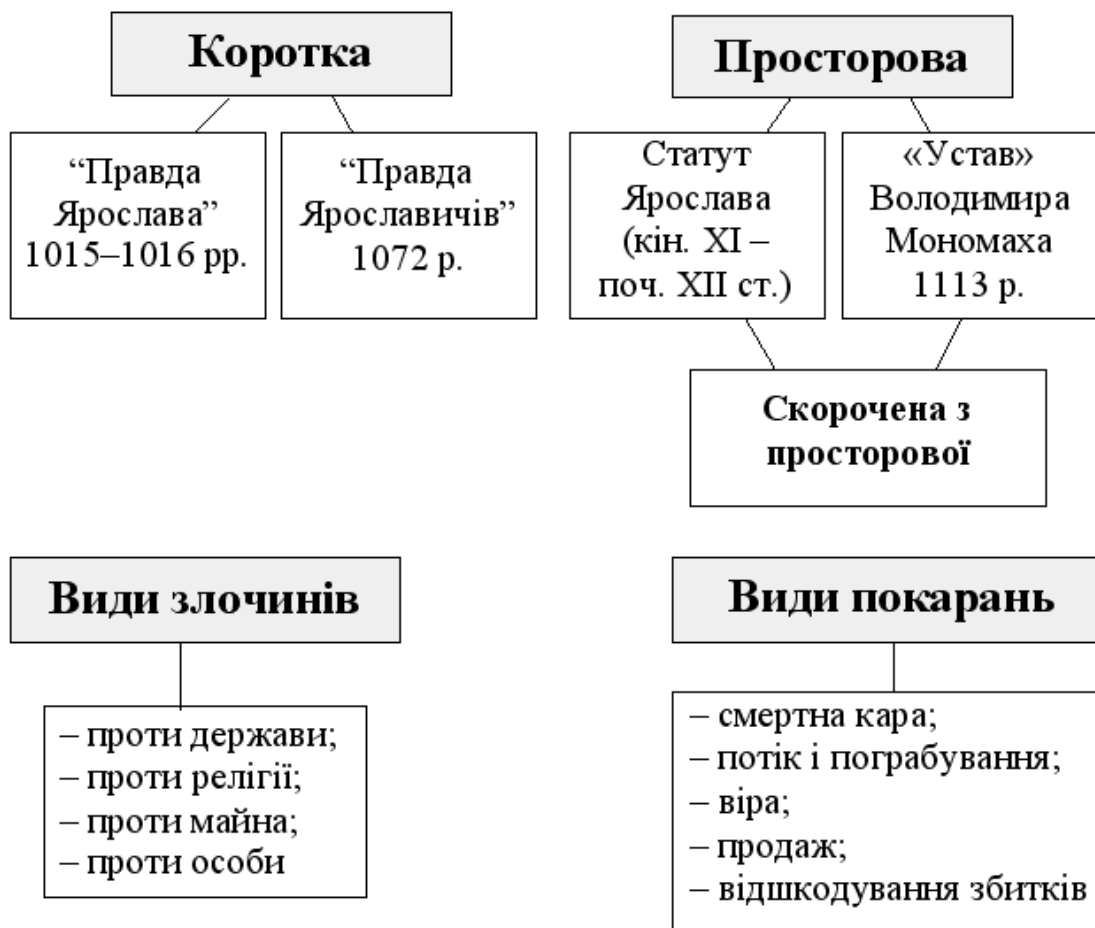 Коротка
“Правда
Ярослава”
1015–1016 рр.
“Правда
Ярославичів”
1072 р.
Просторова
Статут
Ярослава
(кін. XI –
поч. XII ст.)
«Устав»
Володимира
Мономаха
1113 р.
Скорочена з
просторової
Види злочинів
– проти держави;
– проти релігії;
– проти майна;
– проти особи
Види покарань
– смертна кара;
– потік і пограбування;
– віра;
– продаж;
– відшкодування збитків